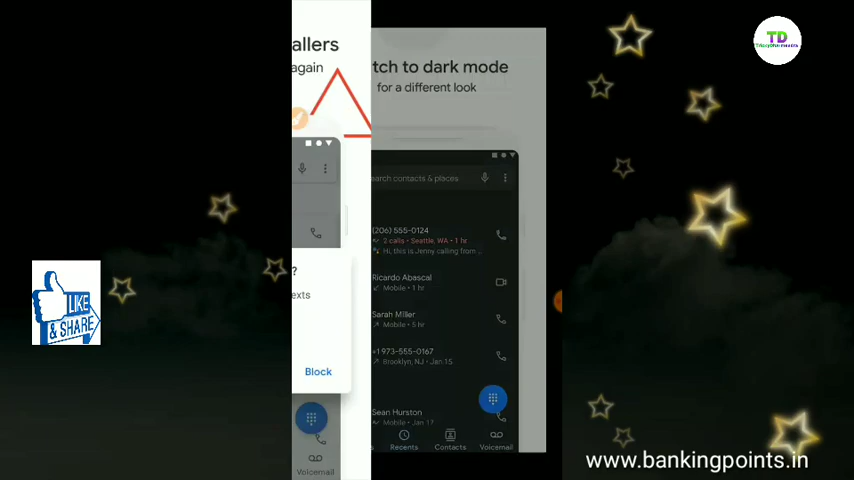 allers
again
Block
?
exts
Voicemail
tch to dark mode
for a different look
earch contacts & places
(206) 555-0124
2 calls • Seattle, WA • 1 hr
Hi, this is Jenny calling from ...
Ricardo Abascal
Mobile • 1 hr
Sarah Miller
Mobile • 5 hr
+1 973-555-0167
Brooklyn, NJ • Jan 15
Sean Hurston
Mobile • Jan 17
s
Recents
Contacts
Voicemail
TD
LIKE
& SHARE
www.bankingpoints.in